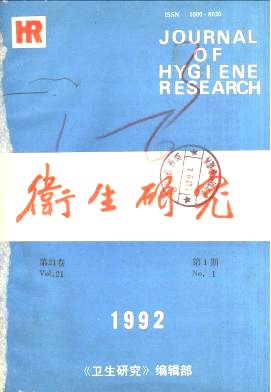 ISSN 1000-8020
HR
JOURNAL
OF
HYGIENE
RESEARCH
衛生研究
第21卷 第1期
Vol.21 No. 1
1992
《卫生研究》编辑部